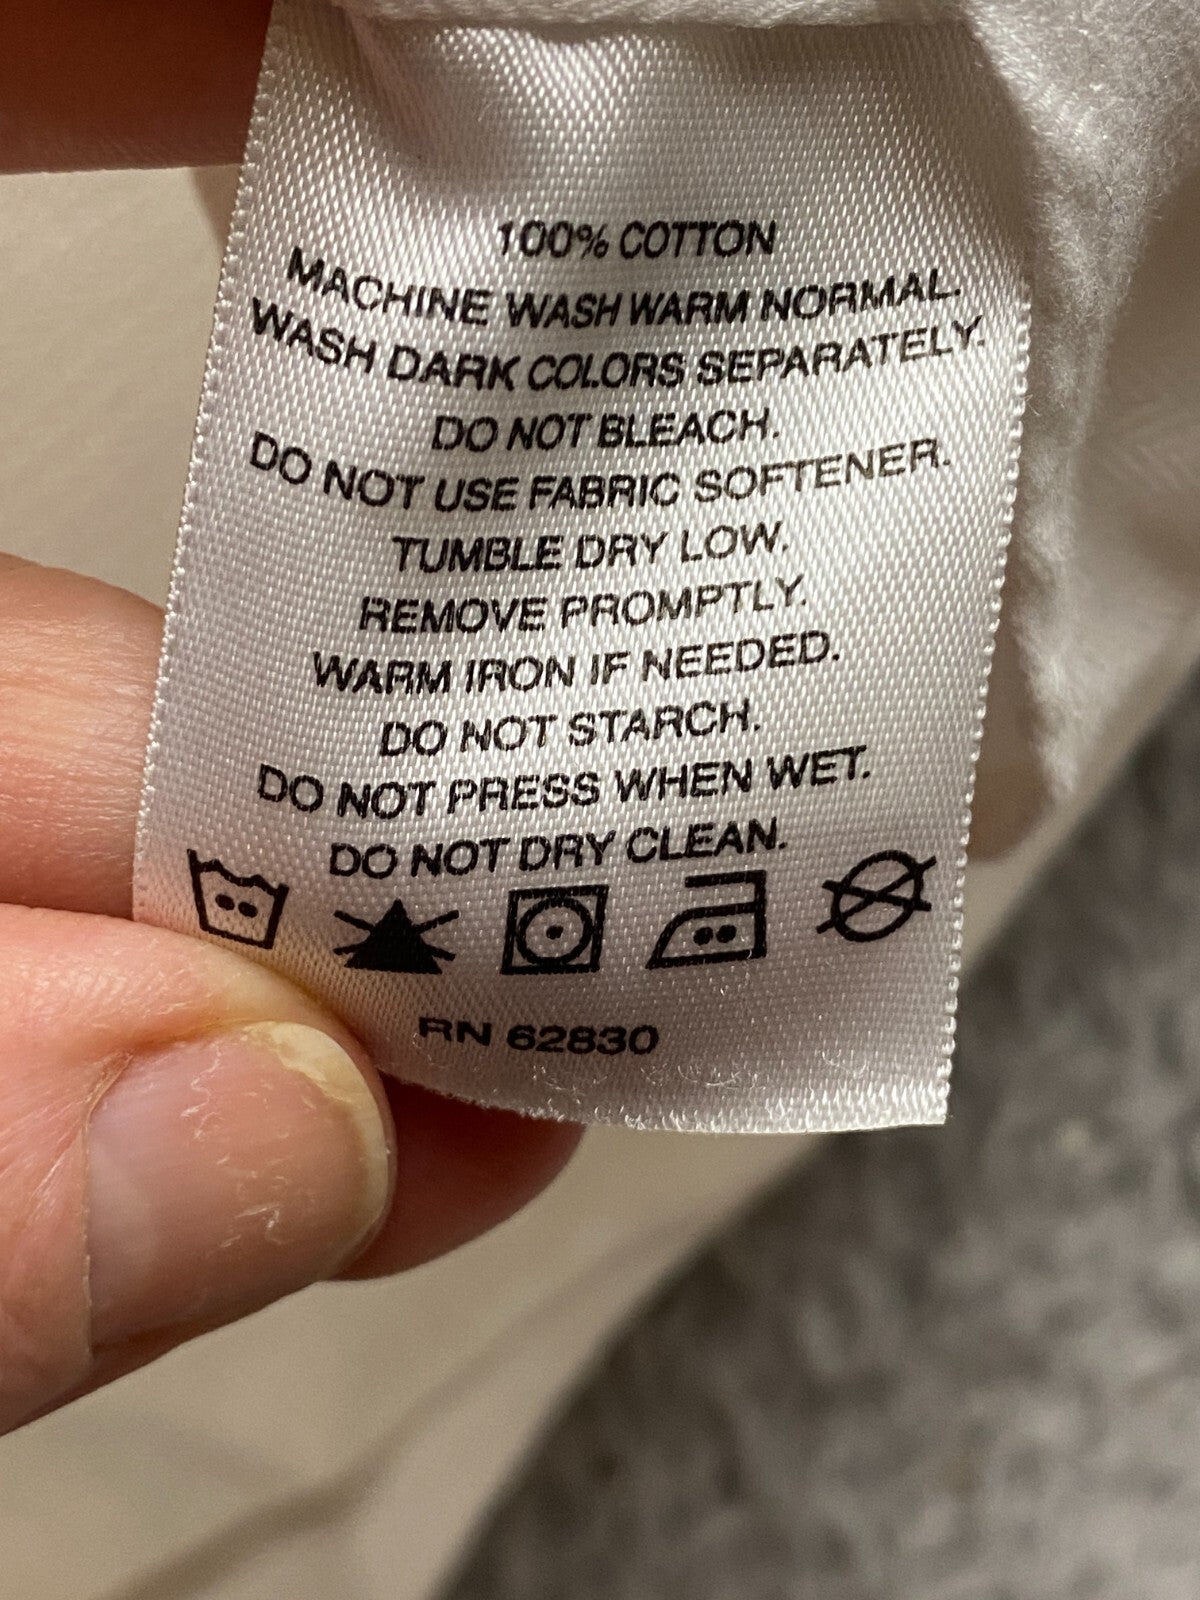 100% COTTON
MACHINE WASH WARM NORMAL.
WASH DARK COLORS SEPARATELY.
DO NOT BLEACH.
DO NOT USE FABRIC SOFTENER.
TUMBLE DRY LOW.
REMOVE PROMPTLY.
WARM IRON IF NEEDED.
DO NOT STARCH.
DO NOT PRESS WHEN WET.
DO NOT DRY CLEAN.
RN 62830